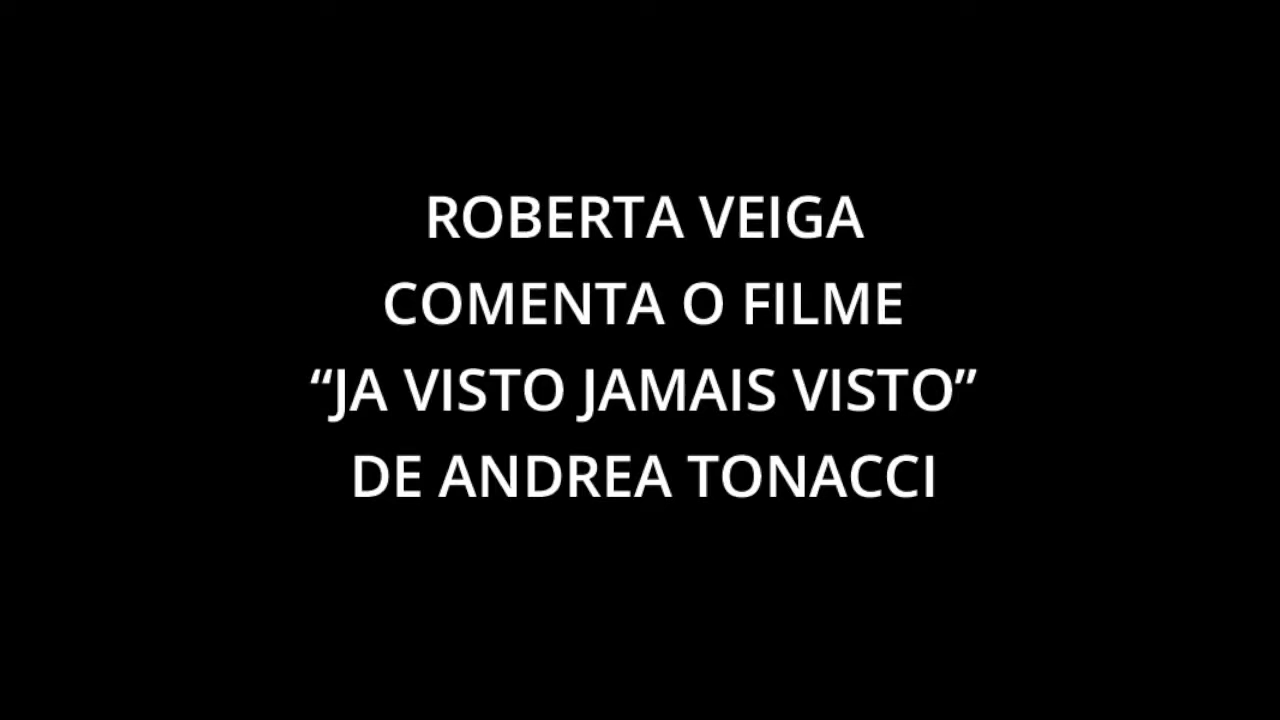 ROBERTA VEIGA
COMENTA O FILME
“JA VISTO JAMAIS VISTO”
DE ANDREA TONACCI